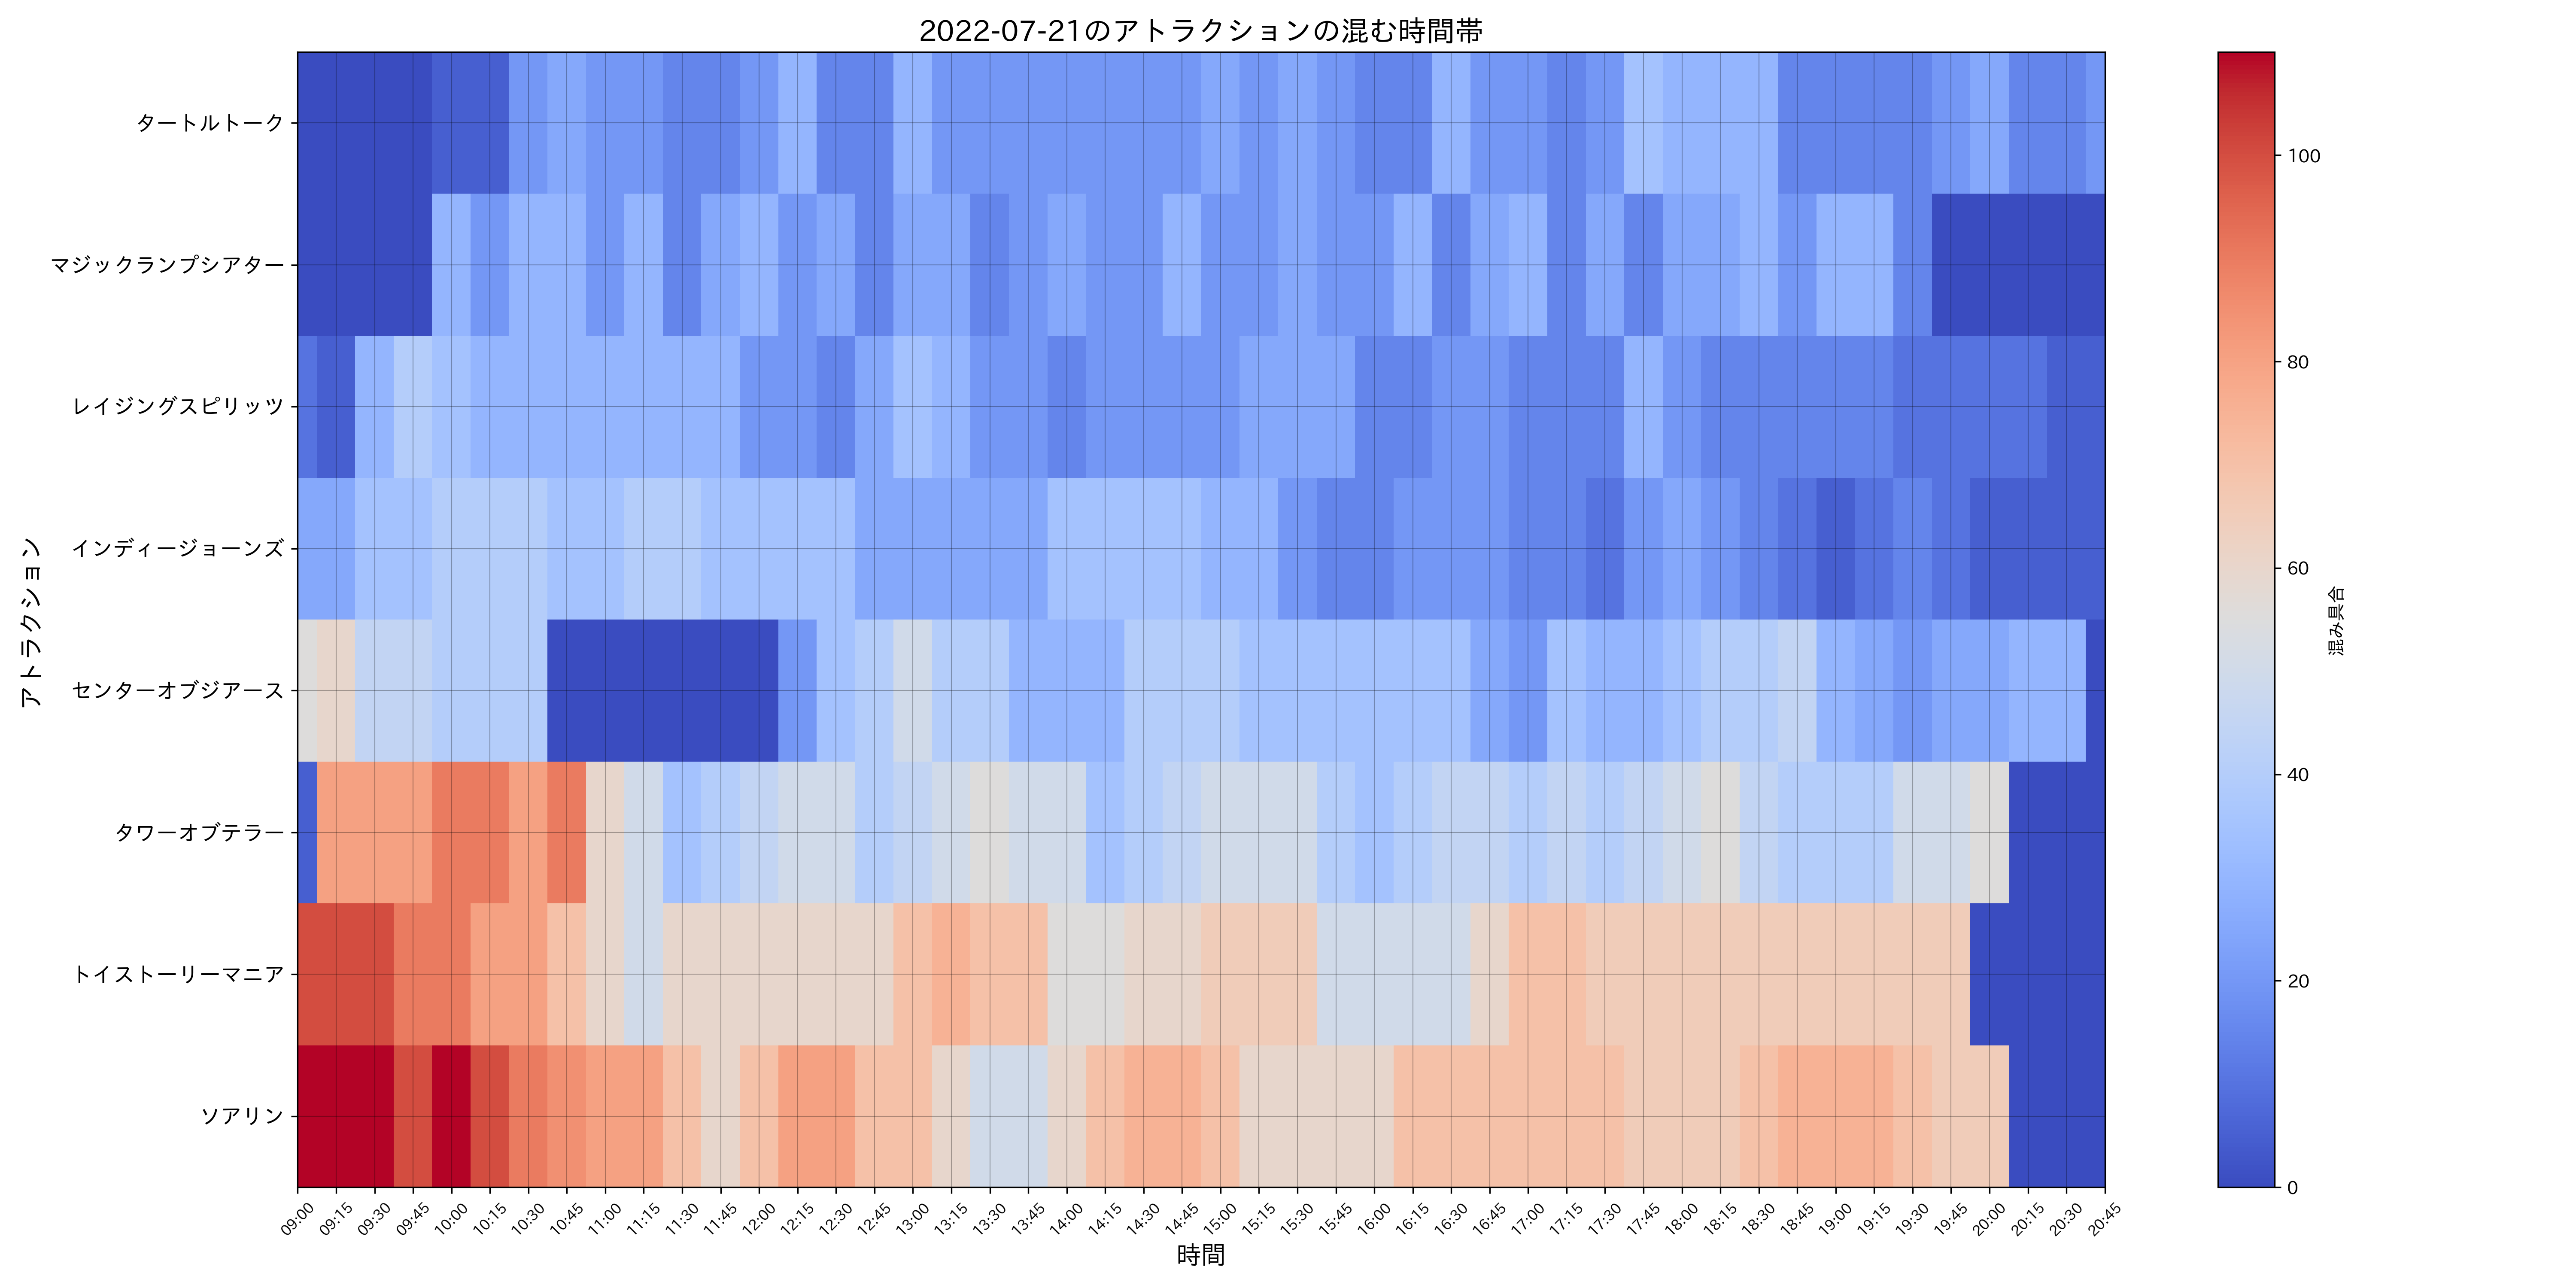 2022-07-21のアトラクションの混む時間帯
アトラクション
タートルトーク
マジックランプシアター
レイジングスピリッツ
インディージョーンズ
センターオブジアース
タワーオブテラー
トイストーリーマニア
ソアリン
09:00 09:15 09:30 09:45 10:00 10:15 10:30 10:45 11:00 11:15 11:30 11:45 12:00 12:15 12:30 12:45 13:00 13:15 13:30 13:45 14:00 14:15 14:30 14:45 15:00 15:15 15:30 15:45 16:00 16:15 16:30 16:45 17:00 17:15 17:30 17:45 18:00 18:15 18:30 18:45 19:00 19:15 19:30 19:45 20:00 20:15 20:30 20:45
時間
100
80
60
40
20
0
混み具合